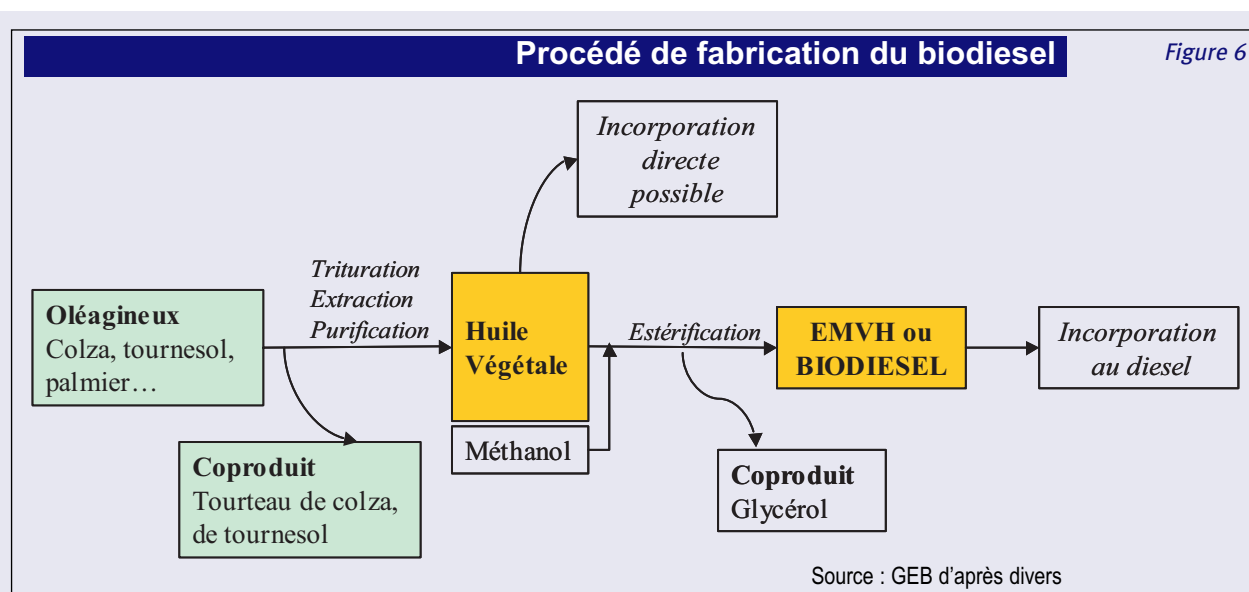 Procédé de fabrication du biodiesel
Figure 6
Incorporation
directe
possible
Trituration
Extraction
Purification
Oléagineux
Colza, tournesol,
palmier…
Huile
Végétale
Estérification
EMVH ou
BIODIESEL
Incorporation
au diesel
Méthanol
Coproduit
Tourteau de colza,
de tournesol
Coproduit
Glycérol
Source : GEB d'après divers